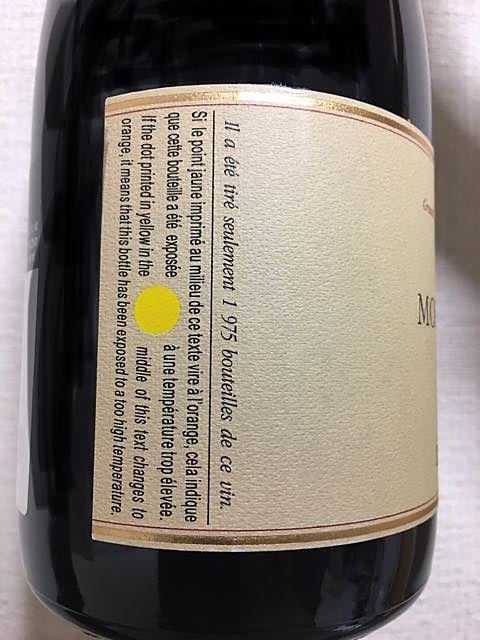 Il a été tiré seulement 1 975 bouteilles de ce vin.
Si le point jaune imprimé au milieu de ce texte vire à l'orange, cela indique
que cette bouteille a été exposée à une température trop élevée.
If the dot printed in yellow in the middle of this text changes to
orange, it means that this bottle has been exposed to a too high temperature.
MO